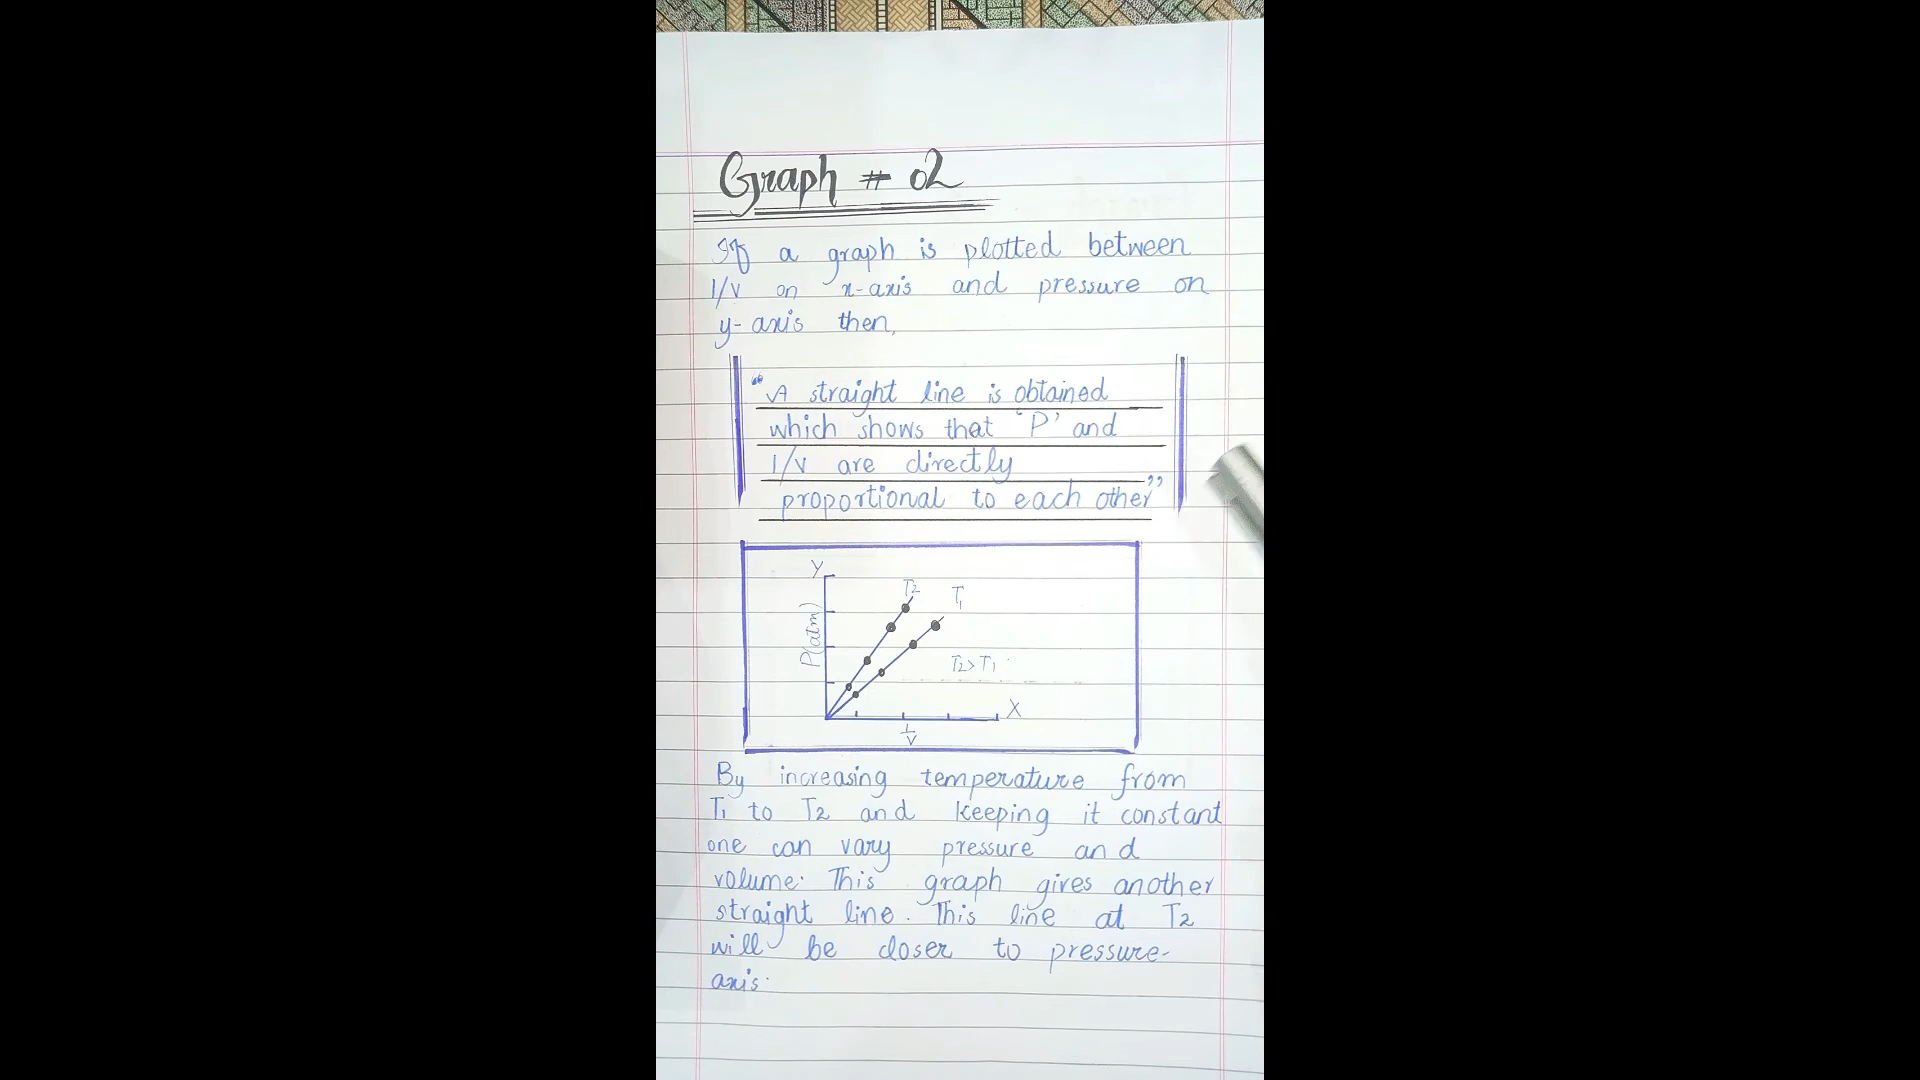 Graph # 02
If a graph is plotted between
1/V on x-axis and pressure on
y-axis then,
“A straight line is obtained
which shows that ‘P’ and
1/V are directly
proportional to each other”
Y
T2
T1
P(atm)
T2>T1
X
1/V
By increasing temperature from
T1 to T2 and keeping it constant
one can vary pressure and
volume. This graph gives another
straight line. This line at T2
will be closer to pressure-
axis.